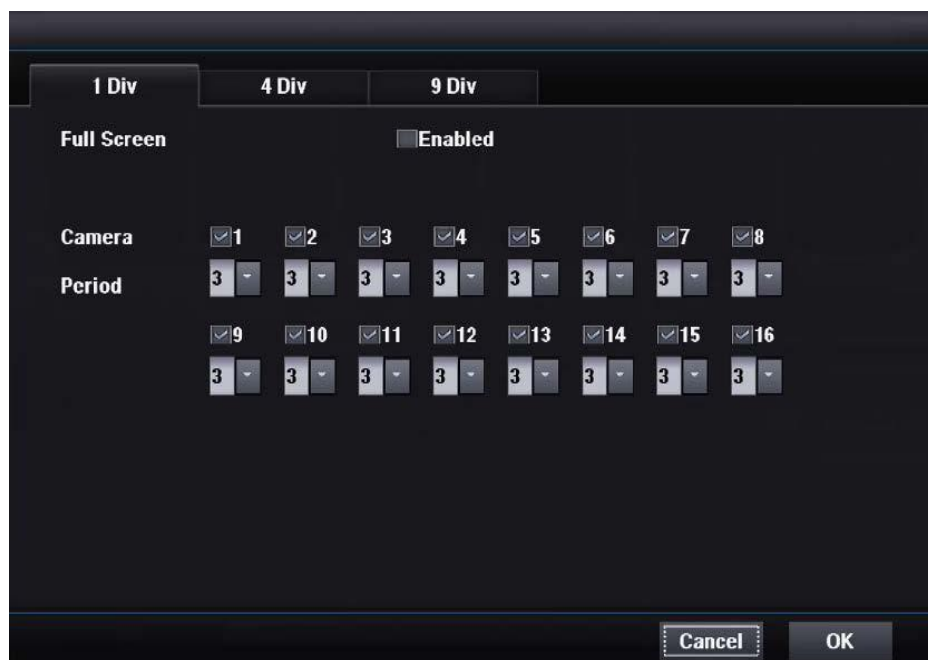 1 Div 4 Div 9 Div
Full Screen Enabled
Camera 1 2 3 4 5 6 7 8
Period 3 3 3 3 3 3 3 3
9 10 11 12 13 14 15 16
3 3 3 3 3 3 3 3
Cancel OK